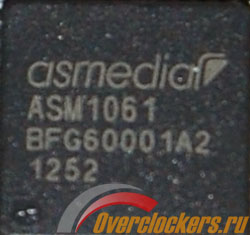 asmedia
ASM1061
BFG60001A2
1252
Overclockers.ru